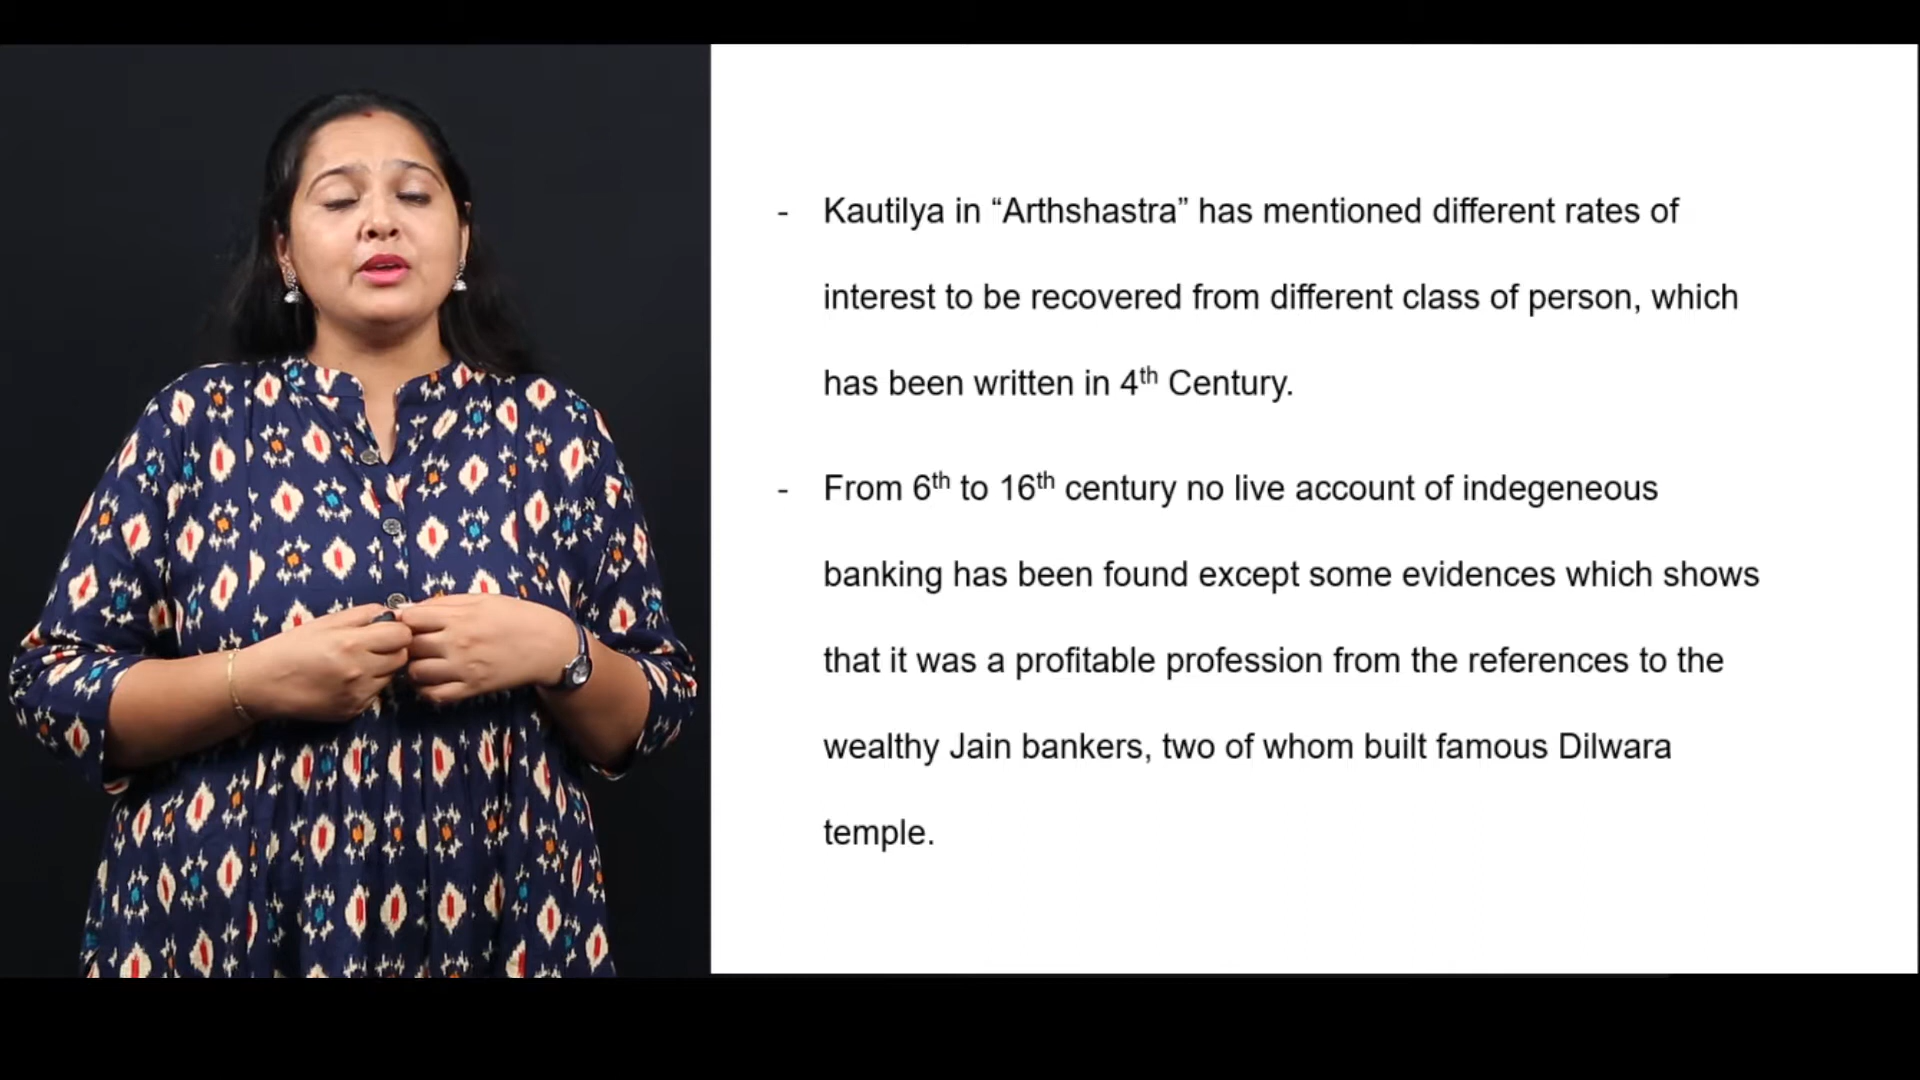 - Kautilya in “Arthshastra” has mentioned different rates of
interest to be recovered from different class of person, which
has been written in 4th Century.
- From 6th to 16th century no live account of indegeneous
banking has been found except some evidences which shows
that it was a profitable profession from the references to the
wealthy Jain bankers, two of whom built famous Dilwara
temple.